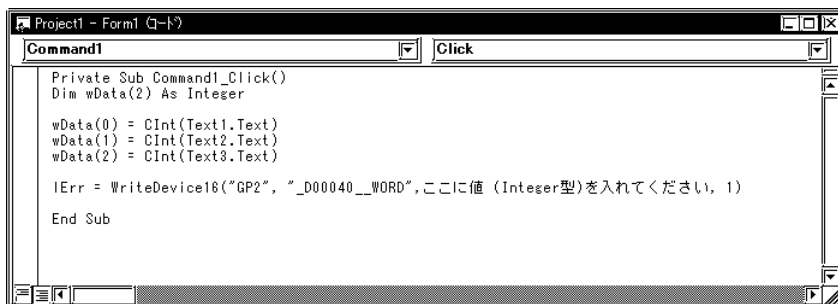 Project1 - Form1 (ｺｰﾄﾞ)
Command1 Click
Private Sub Command1_Click()
Dim wData(2) As Integer
wData(0) = CInt(Text1.Text)
wData(1) = CInt(Text2.Text)
wData(2) = CInt(Text3.Text)
lErr = WriteDevice16("GP2", "_D00040__WORD",ここに値 (Integer型)を入れてください, 1)
End Sub